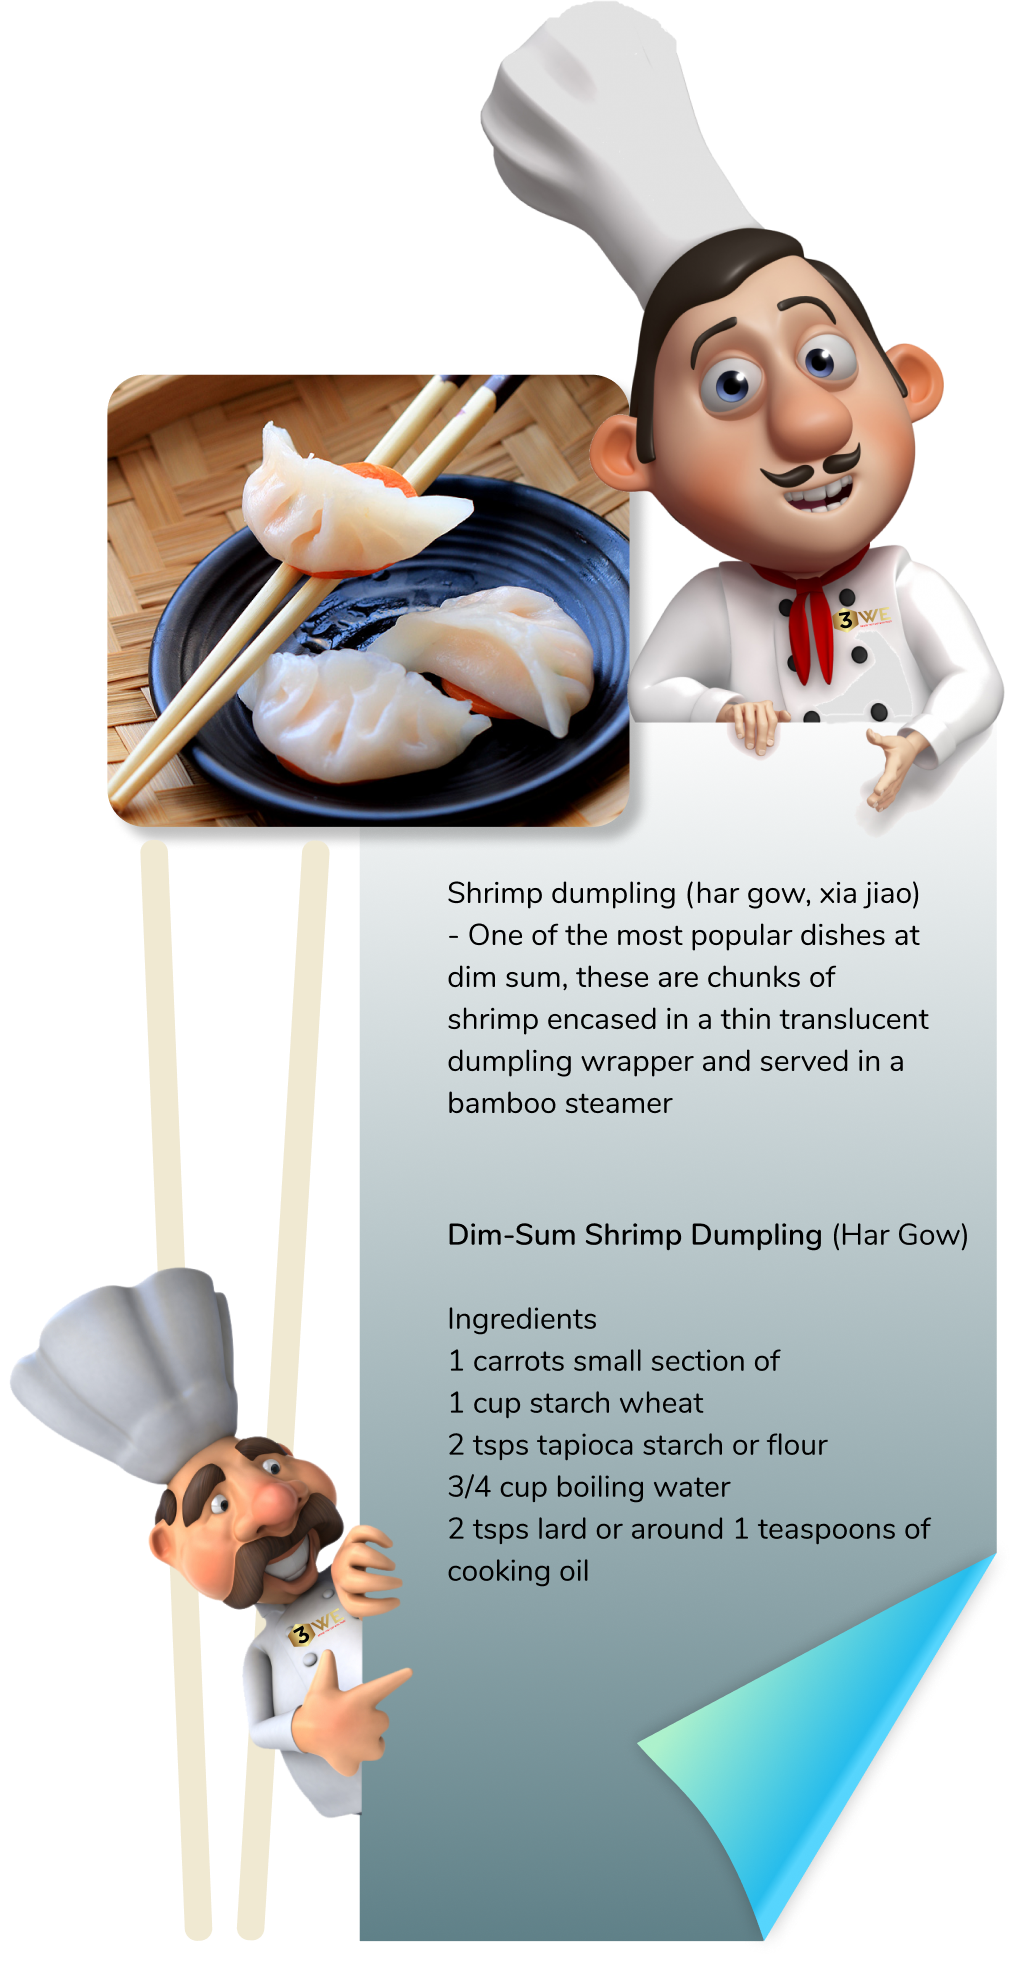 3WE
Shrimp dumpling (har gow, xia jiao)
- One of the most popular dishes at
dim sum, these are chunks of
shrimp encased in a thin translucent
dumpling wrapper and served in a
bamboo steamer
Dim-Sum Shrimp Dumpling (Har Gow)
Ingredients
1 carrots small section of
1 cup starch wheat
2 tsps tapioca starch or flour
3/4 cup boiling water
2 tsps lard or around 1 teaspoons of
cooking oil
3WE